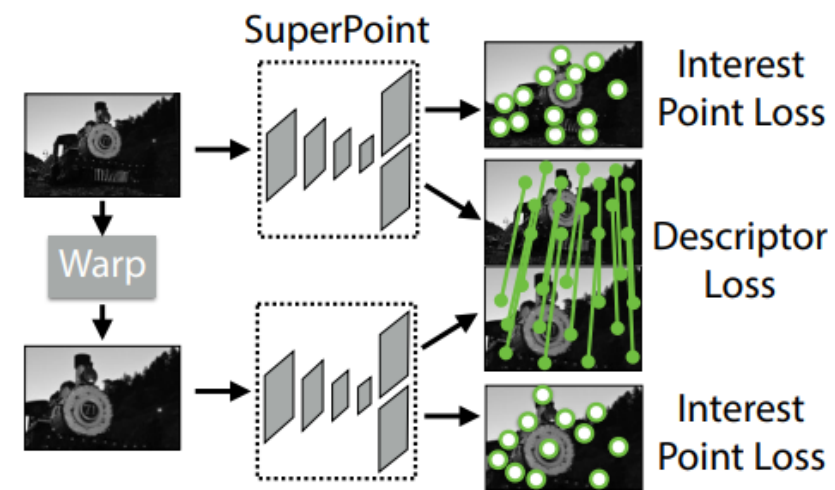 SuperPoint
Interest
Point Loss
Warp
Descriptor
Loss
Interest
Point Loss